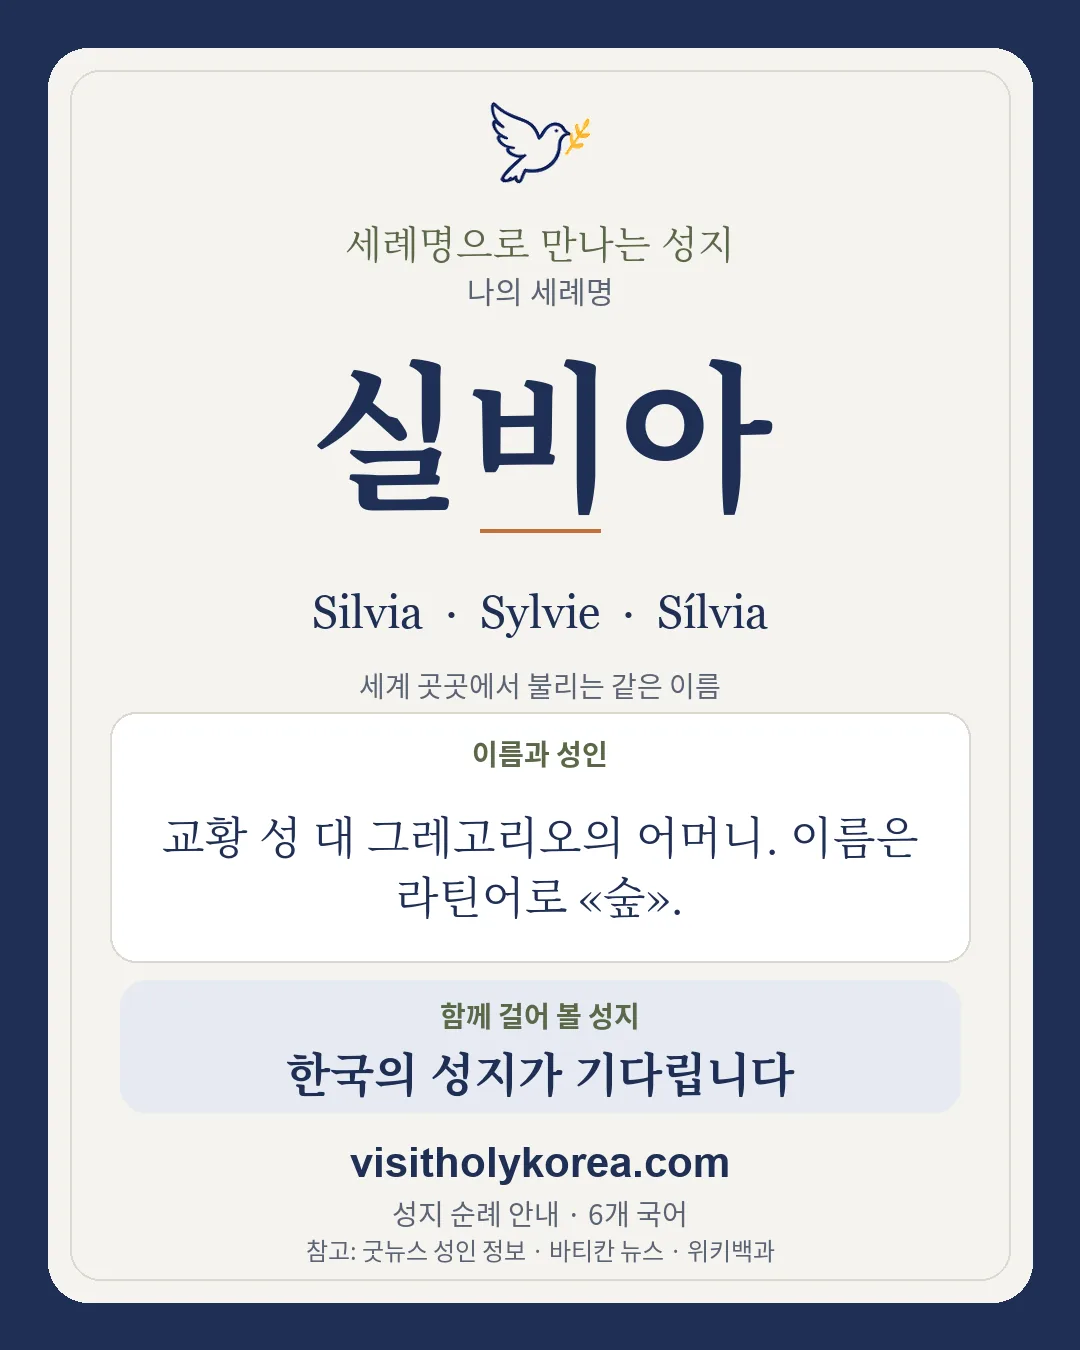 세례명으로 만나는 성지
나의 세례명
실비아
Silvia · Sylvie · Sílvia
세계 곳곳에서 불리는 같은 이름
이름과 성인
교황 성 대 그레고리오의 어머니. 이름은
라틴어로 «숲».
함께 걸어 볼 성지
한국의 성지가 기다립니다
visitholykorea.com
성지 순례 안내 · 6개 국어
참고: 굿뉴스 성인 정보 · 바티칸 뉴스 · 위키백과